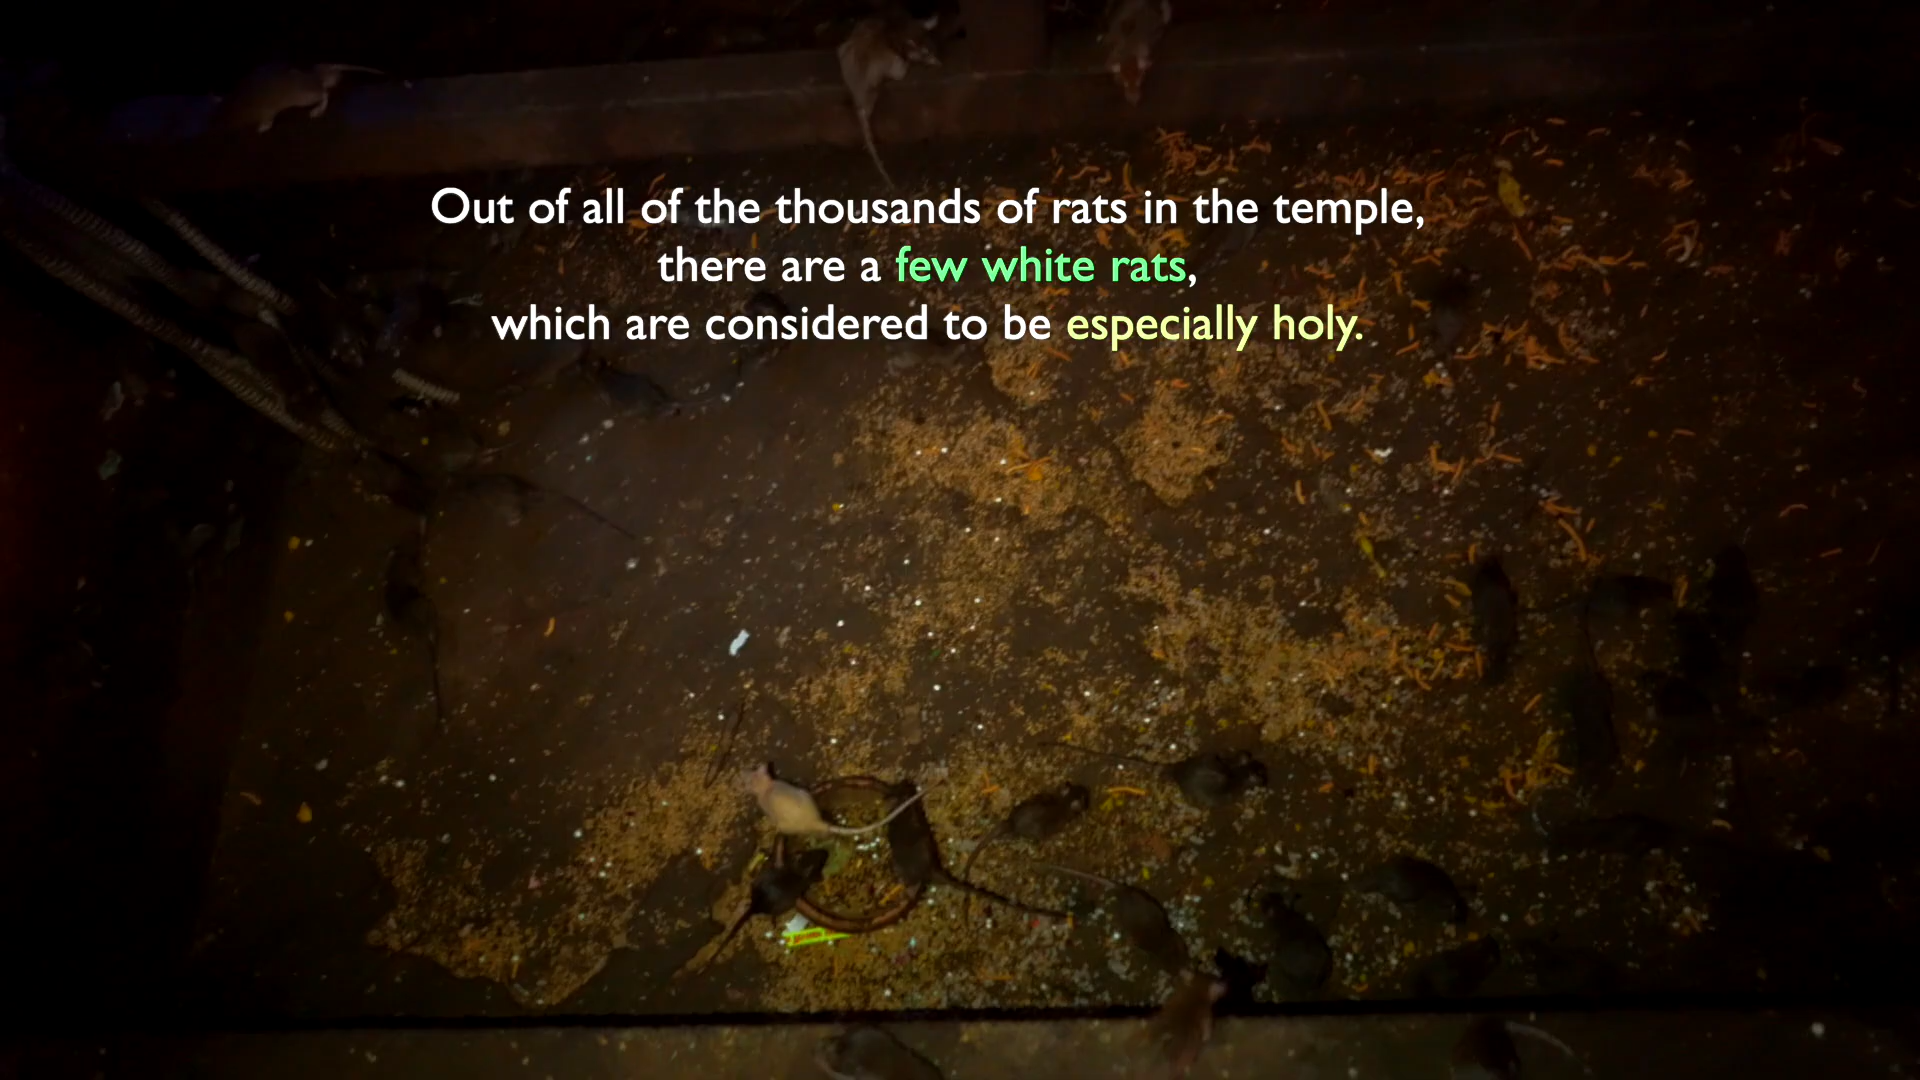 Out of all of the thousands of rats in the temple,
there are a few white rats,
which are considered to be especially holy.